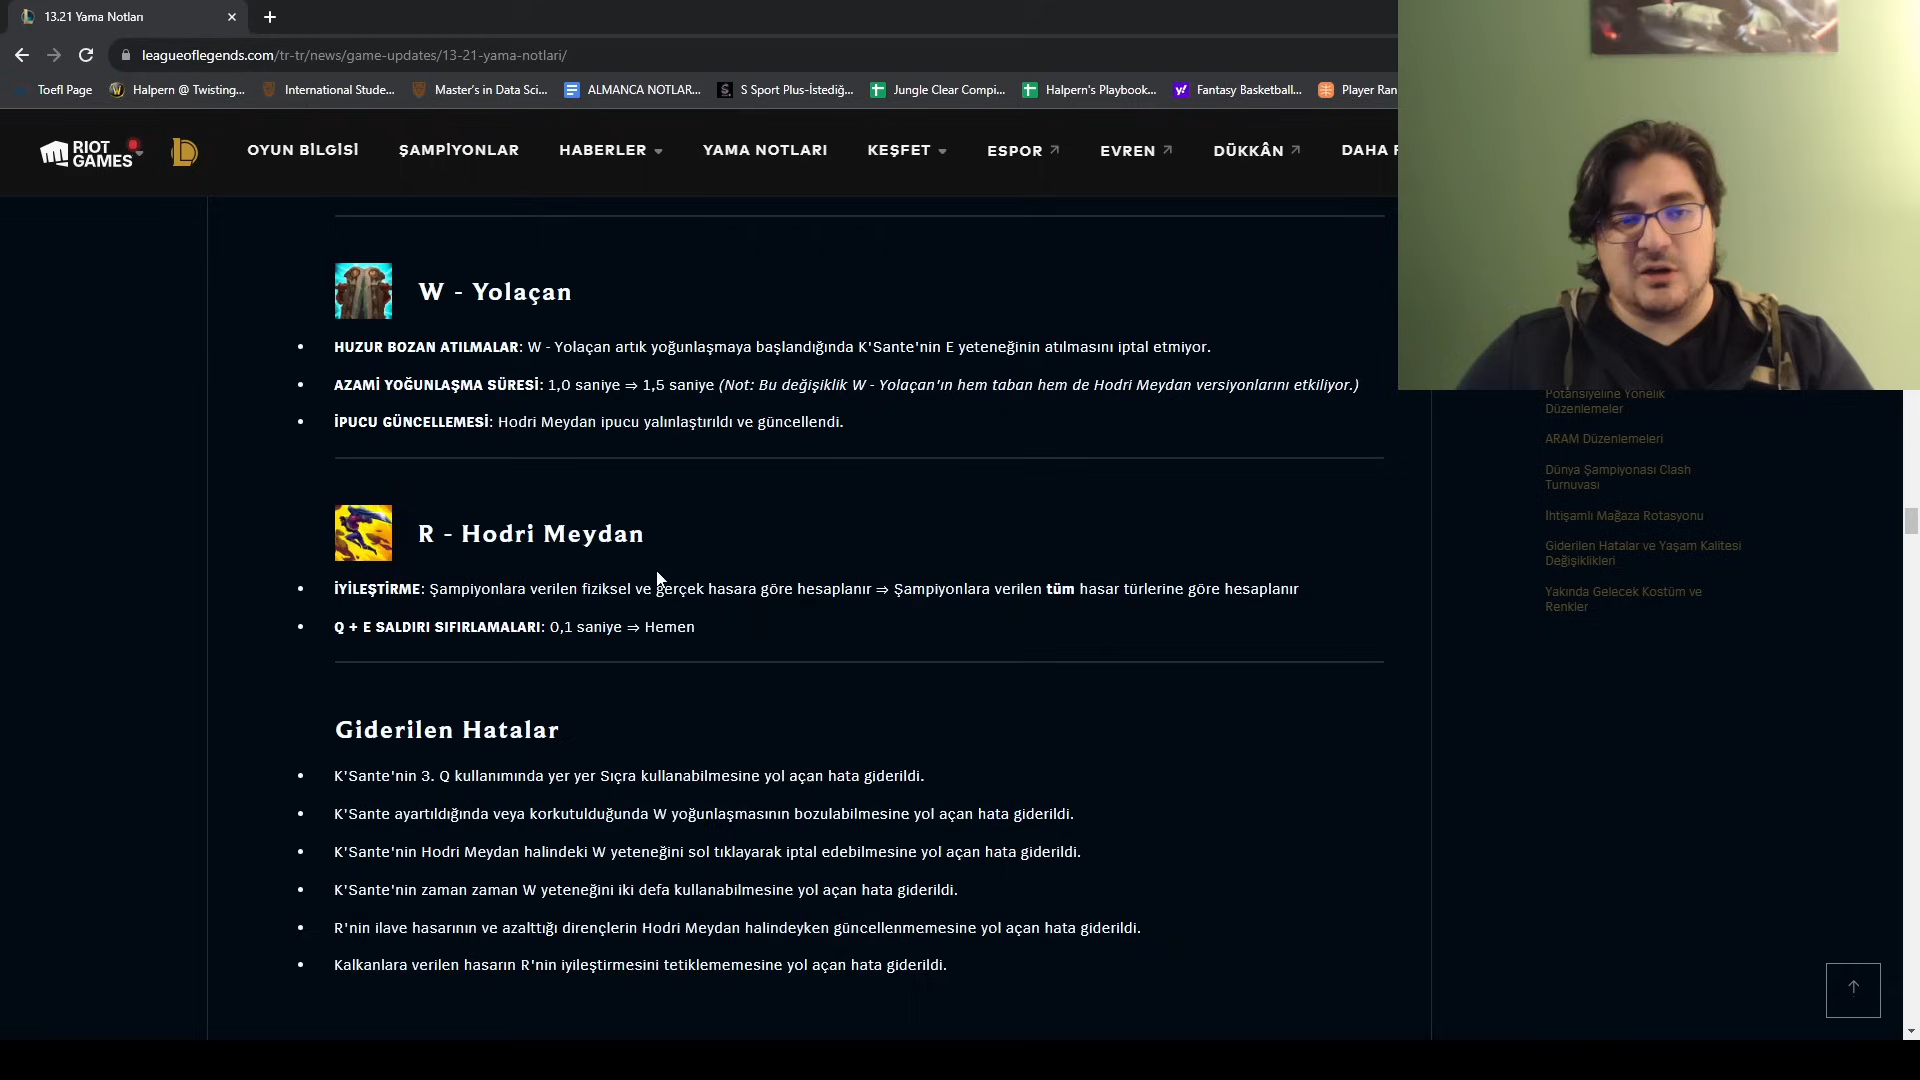 13.21 Yama Notları
leagueoflegends.com/tr-tr/news/game-updates/13-21-yama-notlari/
Toefl Page
Halpern @ Twisting...
International Stude...
Master's in Data Sci...
ALMANCA NOTLAR...
S Sport Plus-İstediğ...
Jungle Clear Compi...
Halpern's Playbook...
Fantasy Basketball...
Player Ran
RIOT GAMES
OYUN BİLGİSİ
ŞAMPİYONLAR
HABERLER
YAMA NOTLARI
KEŞFET
ESPOR
EVREN
DÜKKÂN
DAHA F
W - Yolaçan
HUZUR BOZAN ATILMALAR: W - Yolaçan artık yoğunlaşmaya başlandığında K'Sante'nin E yeteneğinin atılmasını iptal etmiyor.
AZAMİ YOĞUNLAŞMA SÜRESİ: 1,0 saniye ⇒ 1,5 saniye (Not: Bu değişiklik W - Yolaçan'ın hem taban hem de Hodri Meydan versiyonlarını etkiliyor.)
İPUCU GÜNCELLEMESİ: Hodri Meydan ipucu yalınlaştırıldı ve güncellendi.
R - Hodri Meydan
İYİLEŞTİRME: Şampiyonlara verilen fiziksel ve gerçek hasara göre hesaplanır ⇒ Şampiyonlara verilen tüm hasar türlerine göre hesaplanır
Q + E SALDIRI SIFIRLAMALARI: 0,1 saniye ⇒ Hemen
Giderilen Hatalar
K'Sante'nin 3. Q kullanımında yer yer Sıçra kullanabilmesine yol açan hata giderildi.
K'Sante ayartıldığında veya korkutulduğunda W yoğunlaşmasının bozulabilmesine yol açan hata giderildi.
K'Sante'nin Hodri Meydan halindeki W yeteneğini sol tıklayarak iptal edebilmesine yol açan hata giderildi.
K'Sante'nin zaman zaman W yeteneğini iki defa kullanabilmesine yol açan hata giderildi.
R'nin ilave hasarının ve azalttığı dirençlerin Hodri Meydan halindeyken güncellenmemesine yol açan hata giderildi.
Kalkanlara verilen hasarın R'nin iyileştirmesini tetiklememesine yol açan hata giderildi.
Potansiyeline Yönelik
Düzenlemeler
ARAM Düzenlemeleri
Dünya Şampiyonası Clash
Turnuvası
İhtişamlı Mağaza Rotasyonu
Giderilen Hatalar ve Yaşam Kalitesi
Değişiklikleri
Yakında Gelecek Kostüm ve
Renkler